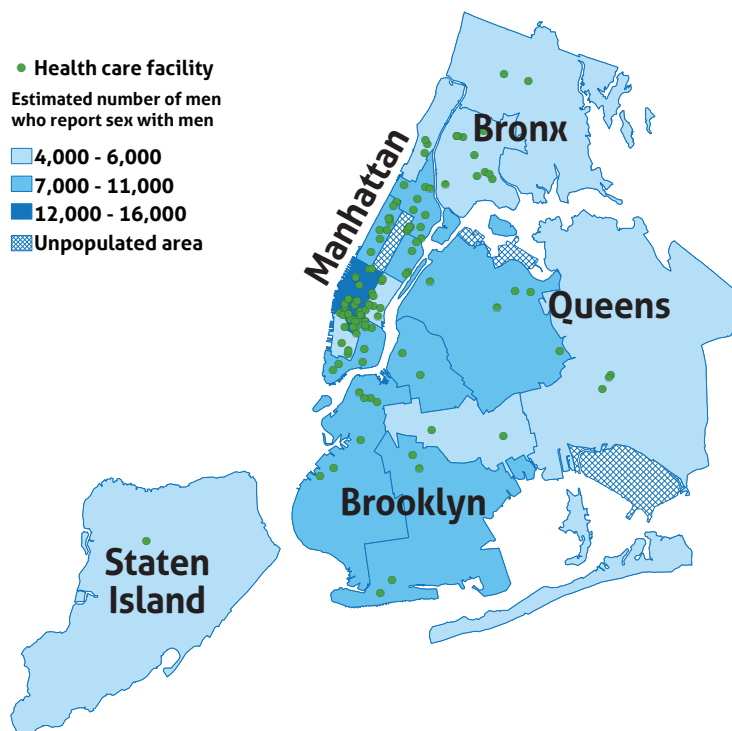 Health care facility
Estimated number of men
who report sex with men
4,000 - 6,000
7,000 - 11,000
12,000 - 16,000
Unpopulated area
Manhattan
Bronx
Queens
Brooklyn
Staten
Island